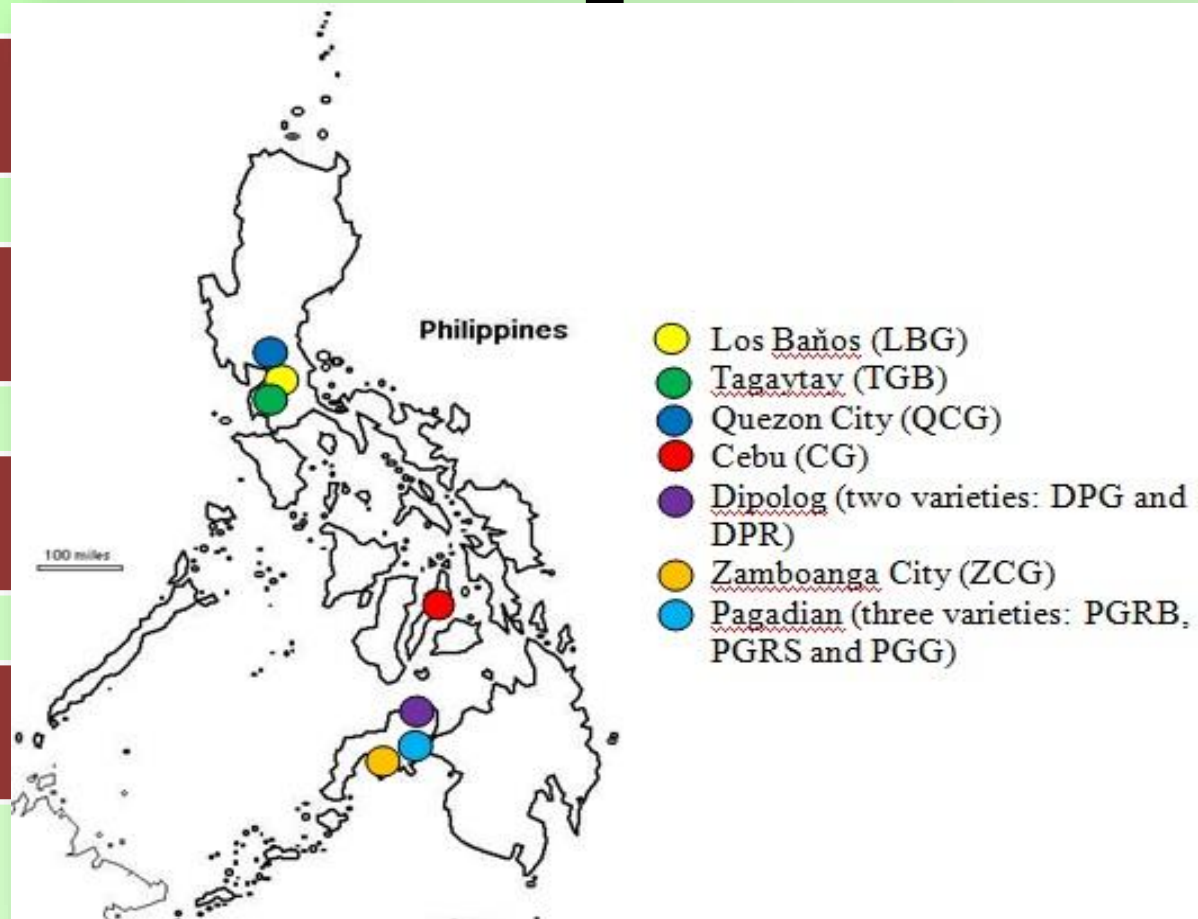 Philippines
100 miles
Los Baňos (LBG)
Tagaytay (TGB)
Quezon City (QCG)
Cebu (CG)
Dipolog (two varieties: DPG and
DPR)
Zamboanga City (ZCG)
Pagadian (three varieties: PGRB,
PGRS and PGG)